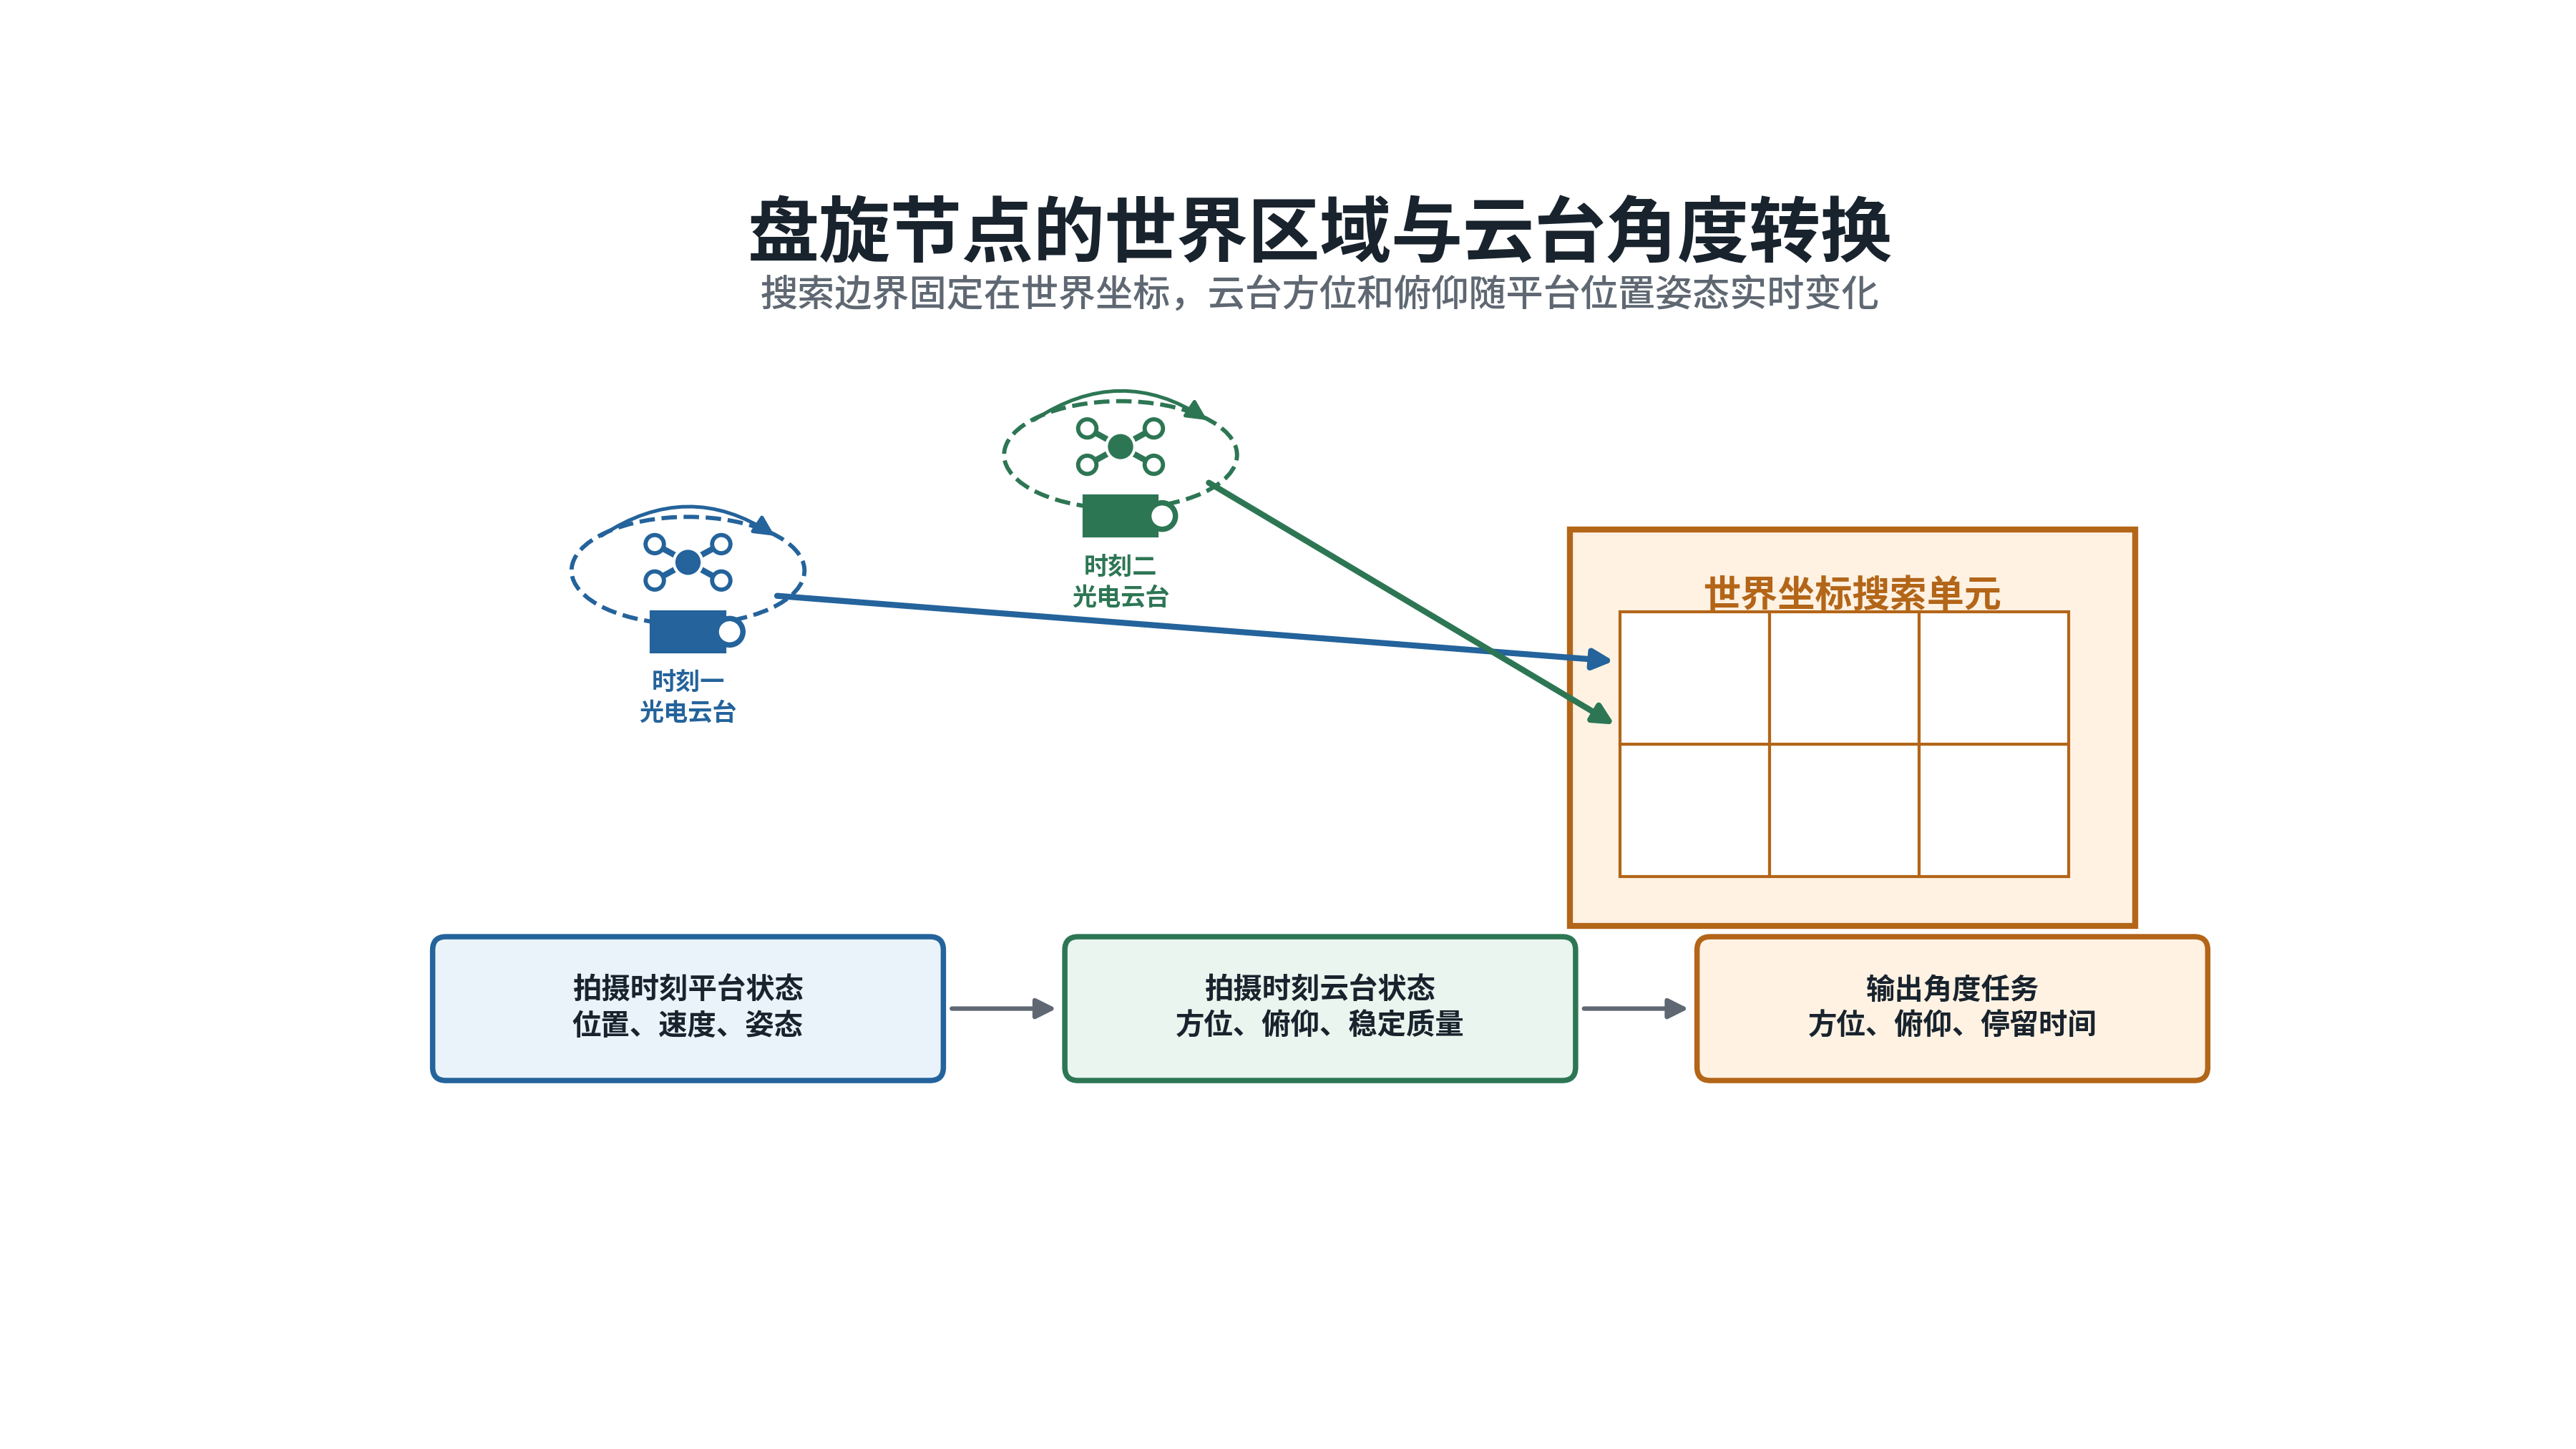 盘旋节点的世界区域与云台角度转换
搜索边界固定在世界坐标，云台方位和俯仰随平台位置姿态实时变化
时刻二
光电云台
世界坐标搜索单元
时刻一
光电云台
拍摄时刻平台状态
位置、速度、姿态
拍摄时刻云台状态
方位、俯仰、稳定质量
输出角度任务
方位、俯仰、停留时间